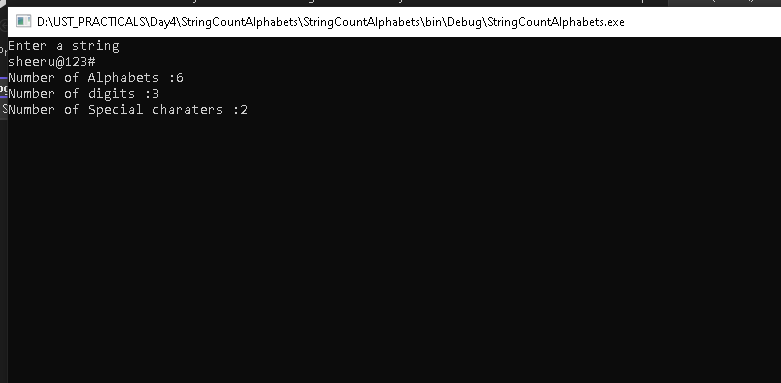 D:\UST_PRACTICALS\Day4\StringCountAlphabets\StringCountAlphabets\bin\Debug\StringCountAlphabets.exe
Enter a string
sheeru@123#
Number of Alphabets :6
Number of digits :3
Number of Special charaters :2